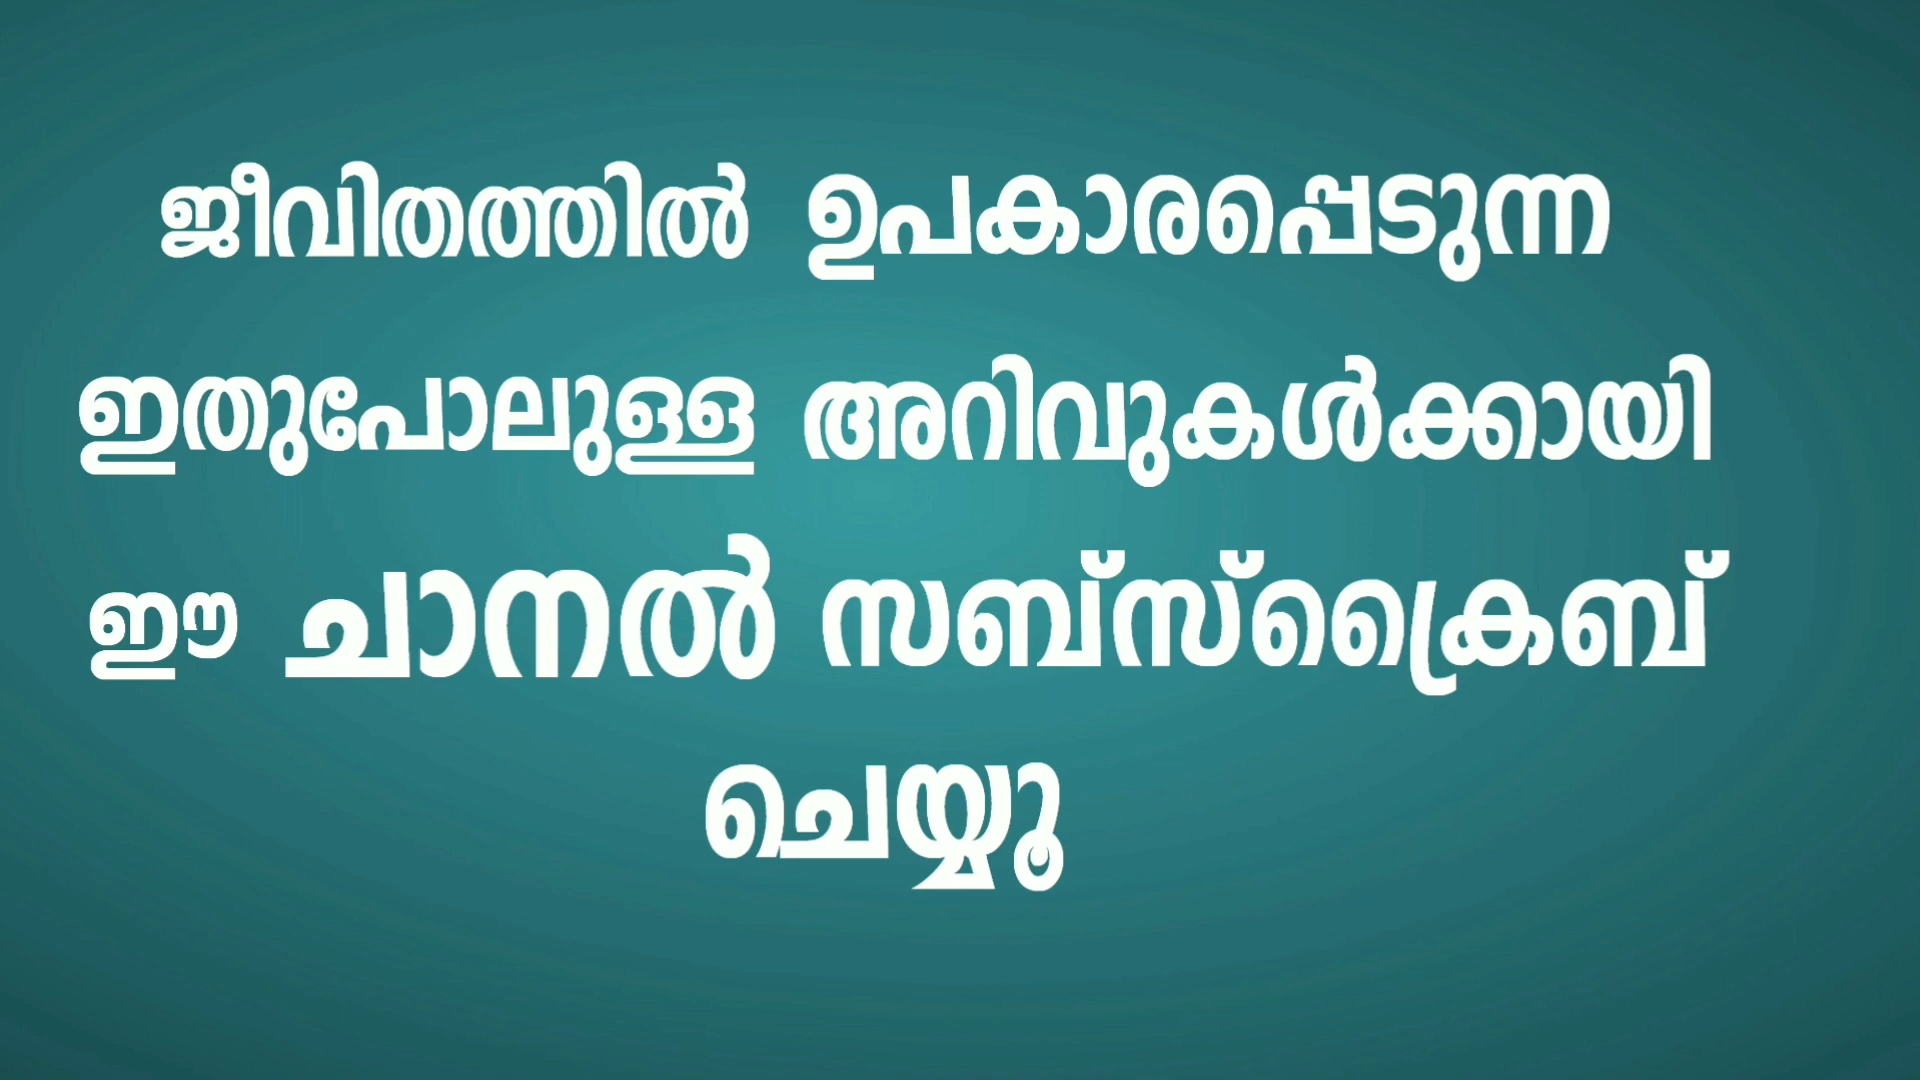 ജീവിതത്തിൽ ഉപകാരപ്പെടുന്ന
ഇതുപോലുള്ള അറിവുകൾക്കായി
ഈ ചാനൽ സബ്സ്ക്രൈബ്
ചെയ്യൂ